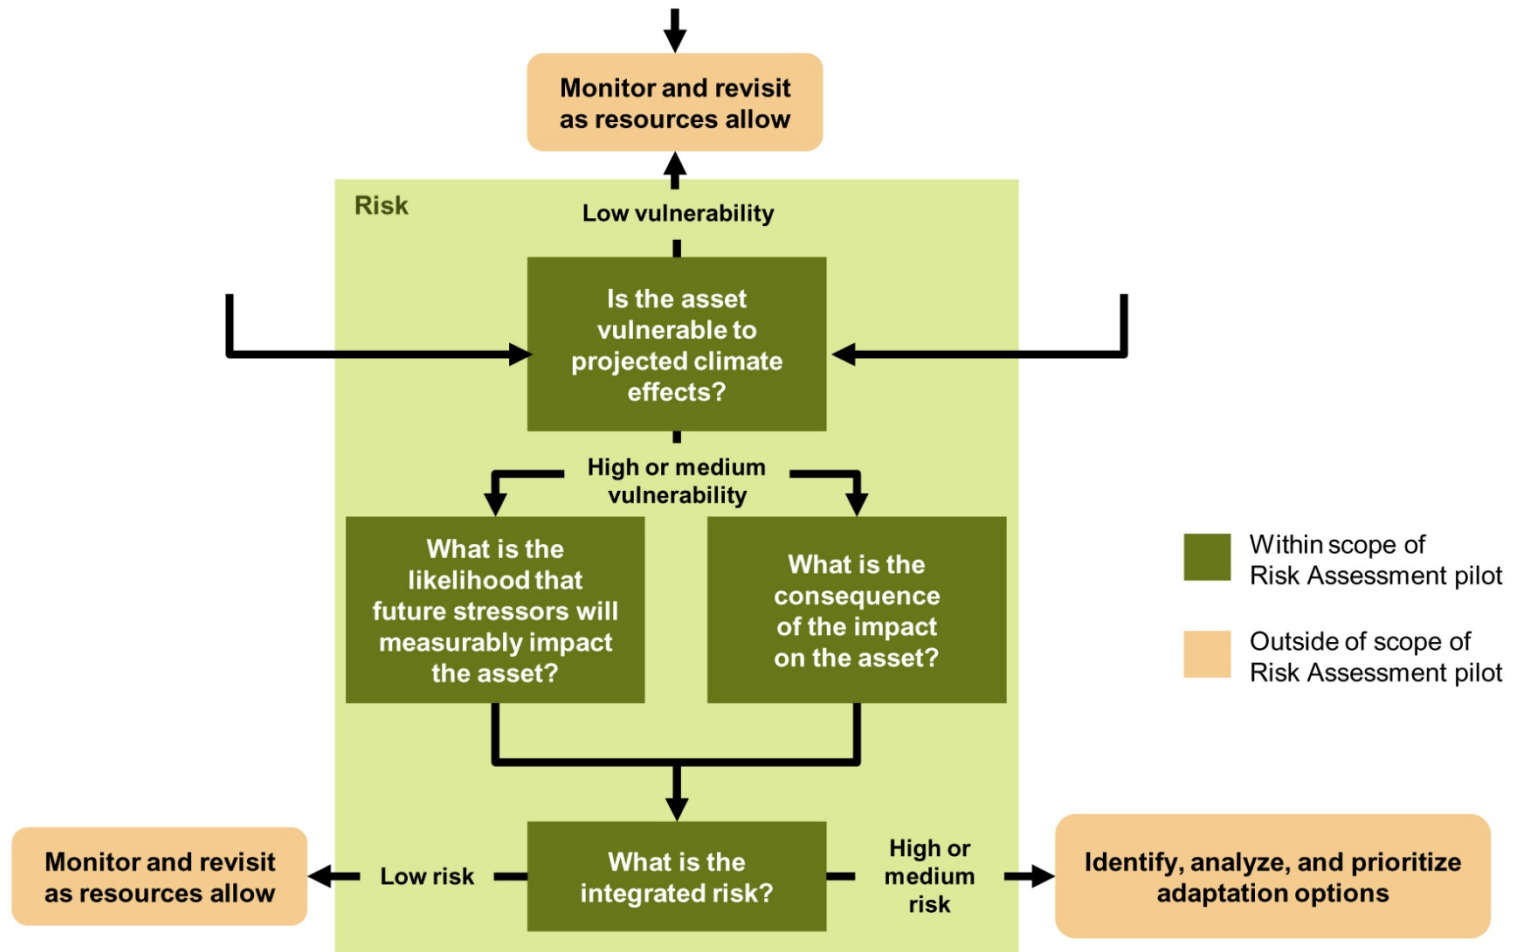 Monitor and revisit
as resources allow
Risk
Low vulnerability
Is the asset
vulnerable to
projected climate
effects?
High or medium
vulnerability
What is the
likelihood that
future stressors will
measurably impact
the asset?
What is the
consequence
of the impact
on the asset?
Within scope of
Risk Assessment pilot
Outside of scope of
Risk Assessment pilot
Monitor and revisit
as resources allow
Low risk
What is the
integrated risk?
High or
medium
risk
Identify, analyze, and prioritize
adaptation options